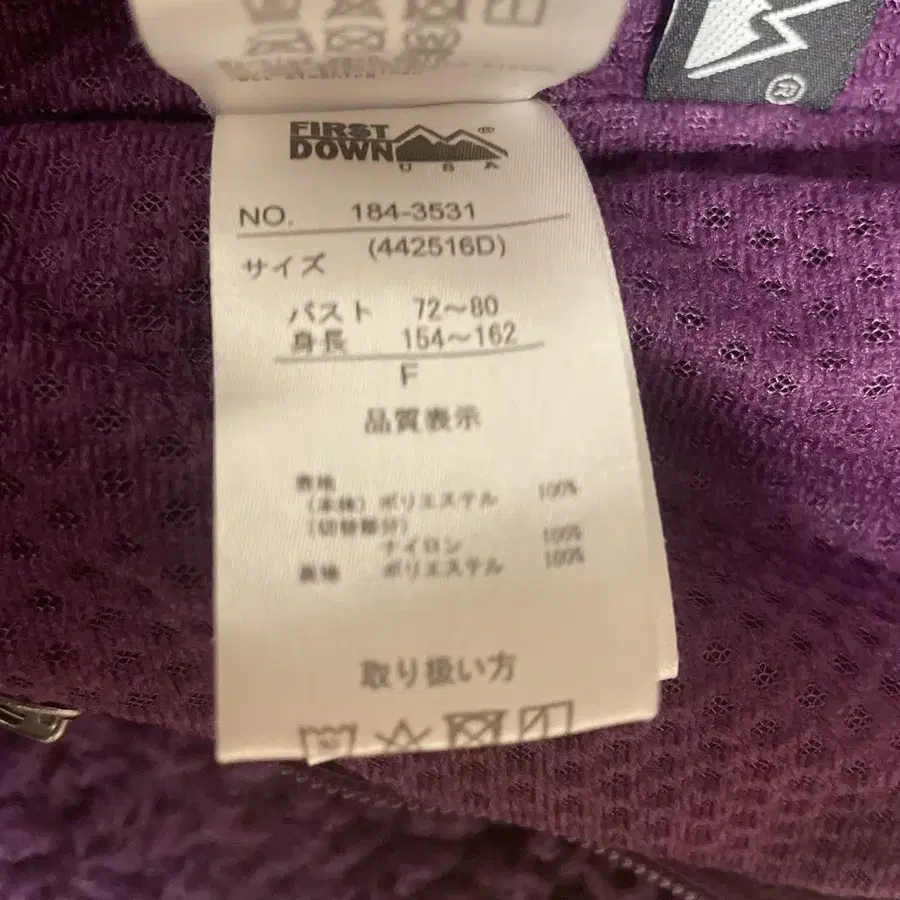 FIRST
DOWN®
U S A
NO. 184-3531
サイズ (442516D)
バスト 72～80
身長 154～162
F
品質表示
表地
(本体) ポリエステル 100%
(切替部分)
ナイロン 100%
裏地 ポリエステル 100%
取り扱い方
®